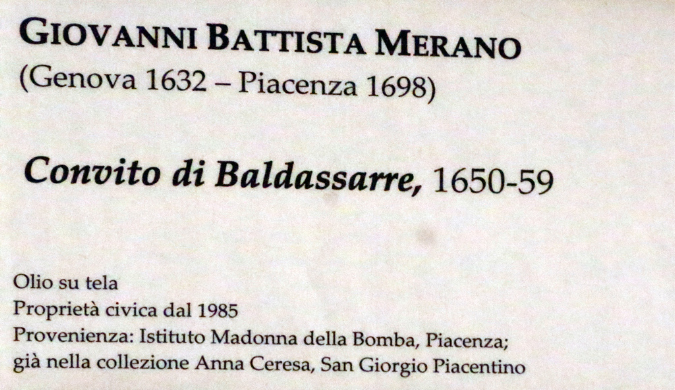 GIOVANNI BATTISTA MERANO
(Genova 1632 – Piacenza 1698)
Convito di Baldassarre, 1650-59
Olio su tela
Proprietà civica dal 1985
Provenienza: Istituto Madonna della Bomba, Piacenza;
già nella collezione Anna Ceresa, San Giorgio Piacentino